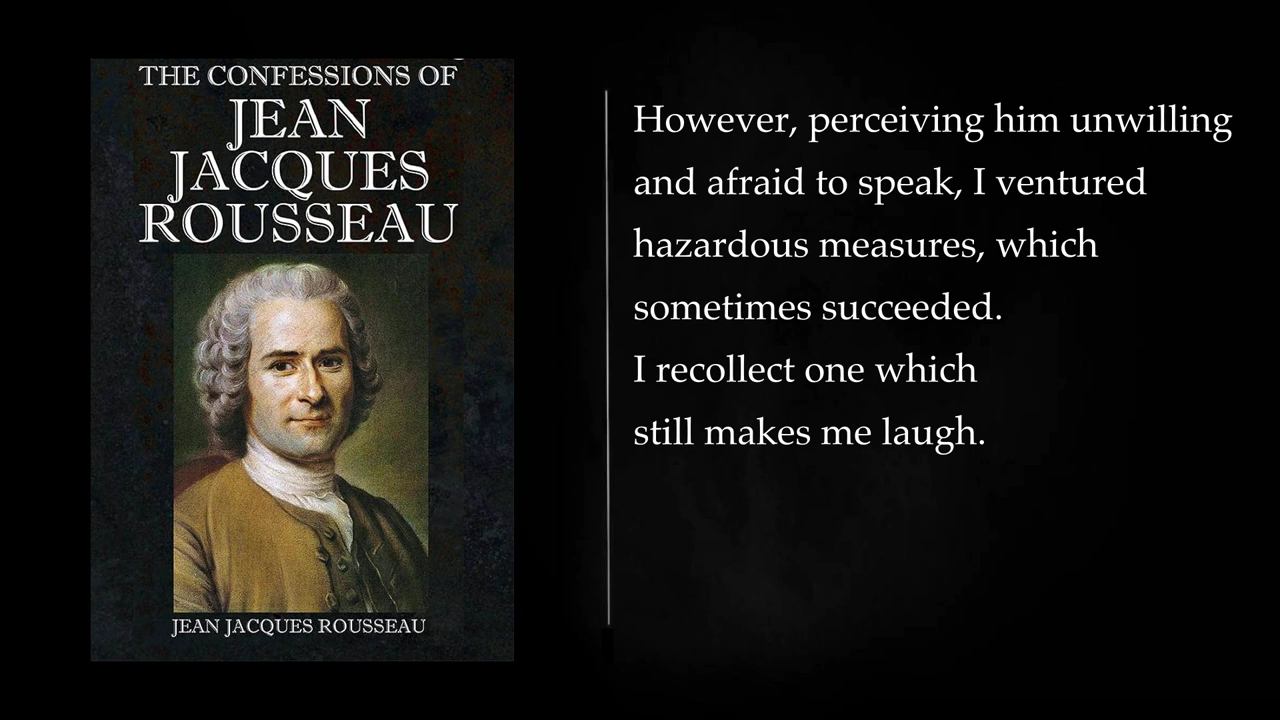 THE CONFESSIONS OF
JEAN
JACQUES
ROUSSEAU
JEAN JACQUES ROUSSEAU
However, perceiving him unwilling
and afraid to speak, I ventured
hazardous measures, which
sometimes succeeded.
I recollect one which
still makes me laugh.